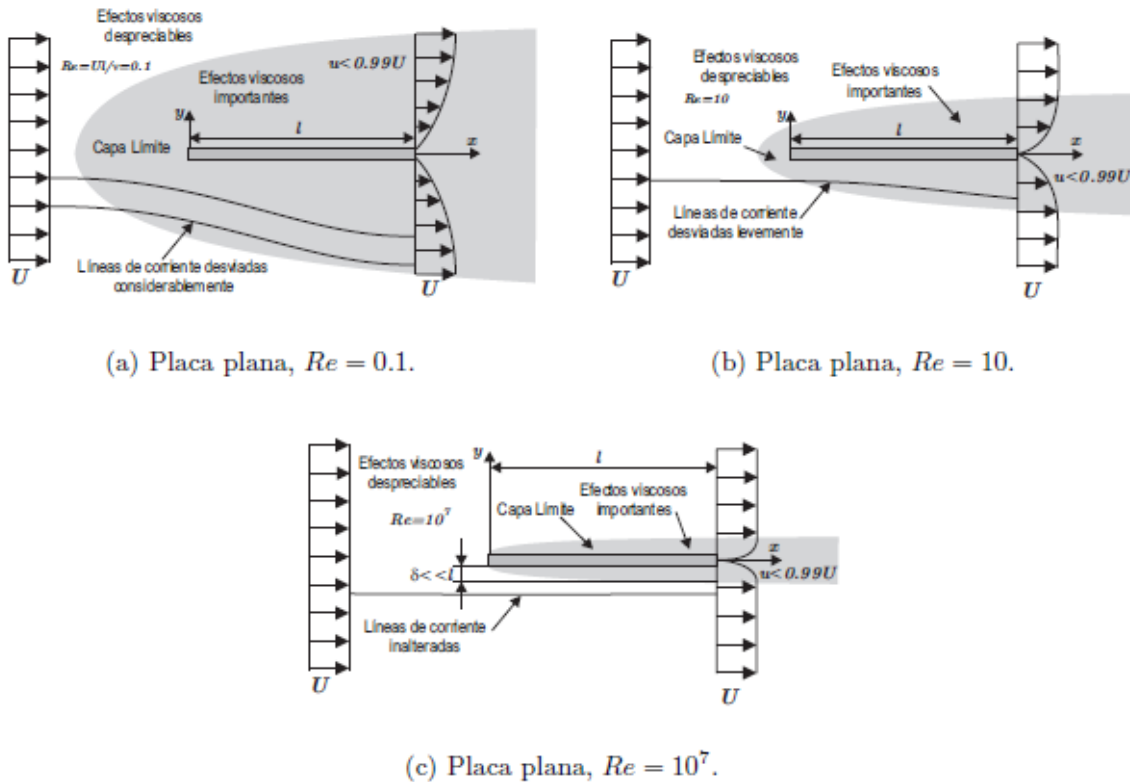 Efectos viscosos
despreciables
Re=Ul/ν=0.1
Efectos viscosos
importantes
u<0.99U
y
l
x
Capa Límite
Líneas de corriente desviadas
considerablemente
U
U
(a) Placa plana, Re = 0.1.
Efectos viscosos
despreciables
Re=10
Efectos viscosos
importantes
y
l
x
Capa Límite
u<0.99U
Líneas de corriente
desviadas levemente
U
U
(b) Placa plana, Re = 10.
y
l
Efectos viscosos
despreciables
Efectos viscosos
importantes
Capa Límite
Re=10⁷
x
δ<<l
u<0.99U
Líneas de corriente
inalteradas
U
U
(c) Placa plana, Re = 10⁷.